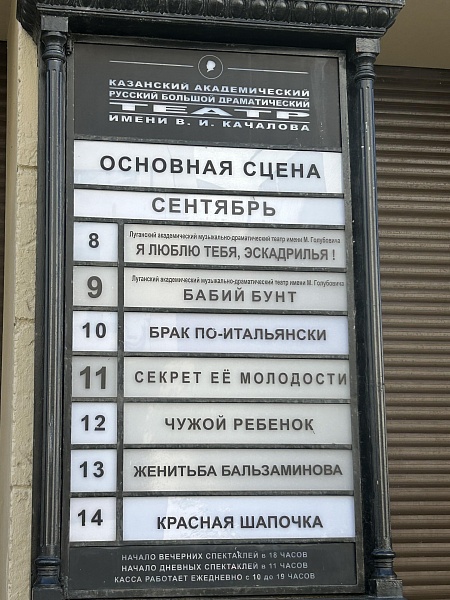 КАЗАНСКИЙ АКАДЕМИЧЕСКИЙ
РУССКИЙ БОЛЬШОЙ ДРАМАТИЧЕСКИЙ
ТЕАТР
ИМЕНИ В. И. КАЧАЛОВА
ОСНОВНАЯ СЦЕНА
СЕНТЯБРЬ
8
Луганский академический музыкально-драматический театр имени М. Голубовича
Я ЛЮБЛЮ ТЕБЯ, ЭСКАДРИЛЬЯ !
9
Луганский академический музыкально-драматический театр имени М. Голубовича
БАБИЙ БУНТ
10 БРАК ПО-ИТАЛЬЯНСКИ
11 СЕКРЕТ ЕЁ МОЛОДОСТИ
12 ЧУЖОЙ РЕБЕНОК
13 ЖЕНИТЬБА БАЛЬЗАМИНОВА
14 КРАСНАЯ ШАПОЧКА
НАЧАЛО ВЕЧЕРНИХ СПЕКТАКЛЕЙ в 18 ЧАСОВ
НАЧАЛО ДНЕВНЫХ СПЕКТАКЛЕЙ в 11 ЧАСОВ
КАССА РАБОТАЕТ ЕЖЕДНЕВНО с 10 до 19 ЧАСОВ